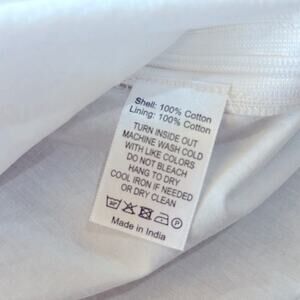 Shell: 100% Cotton
Lining: 100% Cotton
TURN INSIDE OUT
MACHINE WASH COLD
WITH LIKE COLORS
DO NOT BLEACH
HANG TO DRY
COOL IRON IF NEEDED
OR DRY CLEAN
P
Made in India